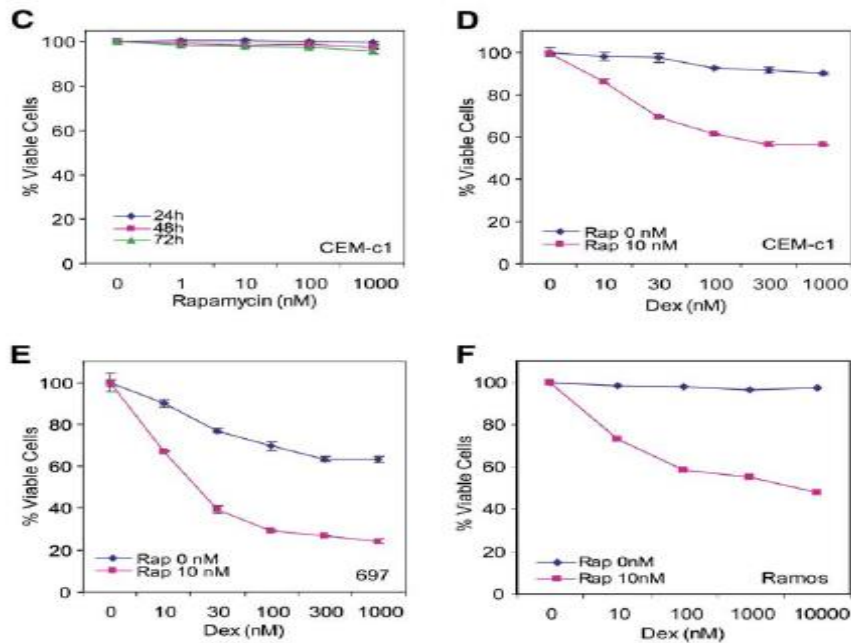 C
% Viable Cells
100
80
60
40
20
0
24h
48h
72h
CEM-c1
0 1 10 100 1000
Rapamycin (nM)
D
% Viable Cells
100
80
60
40
20
0
Rap 0 nM
Rap 10 nM
CEM-c1
0 10 30 100 300 1000
Dex (nM)
E
% Viable Cells
100
80
60
40
20
0
Rap 0 nM
Rap 10 nM
697
0 10 30 100 300 1000
Dex (nM)
F
% Viable Cells
100
80
60
40
20
0
Rap 0nM
Rap 10nM
Ramos
0 10 100 1000 10000
Dex (nM)